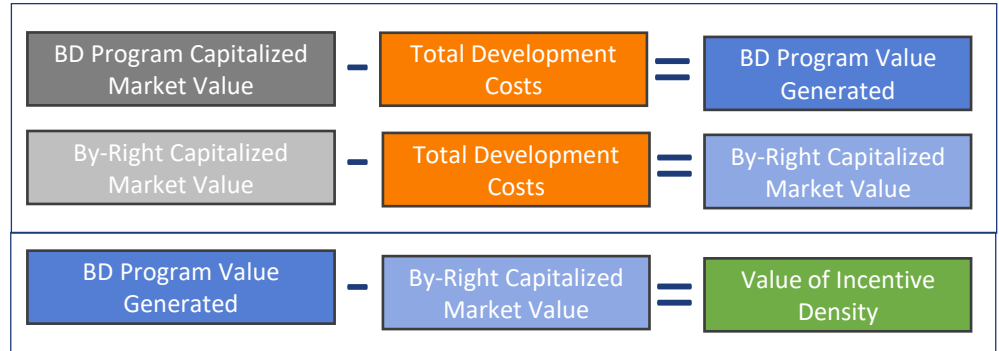 BD Program Capitalized
Market Value
-
Total Development
Costs
=
BD Program Value
Generated
By-Right Capitalized
Market Value
-
Total Development
Costs
=
By-Right Capitalized
Market Value
BD Program Value
Generated
-
By-Right Capitalized
Market Value
=
Value of Incentive
Density